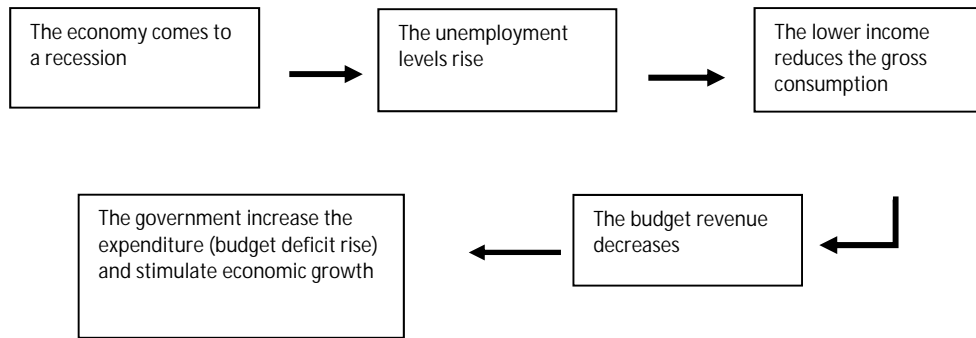 The economy comes to
a recession
The unemployment
levels rise
The lower income
reduces the gross
consumption
The budget revenue
decreases
The government increase the
expenditure (budget deficit rise)
and stimulate economic growth